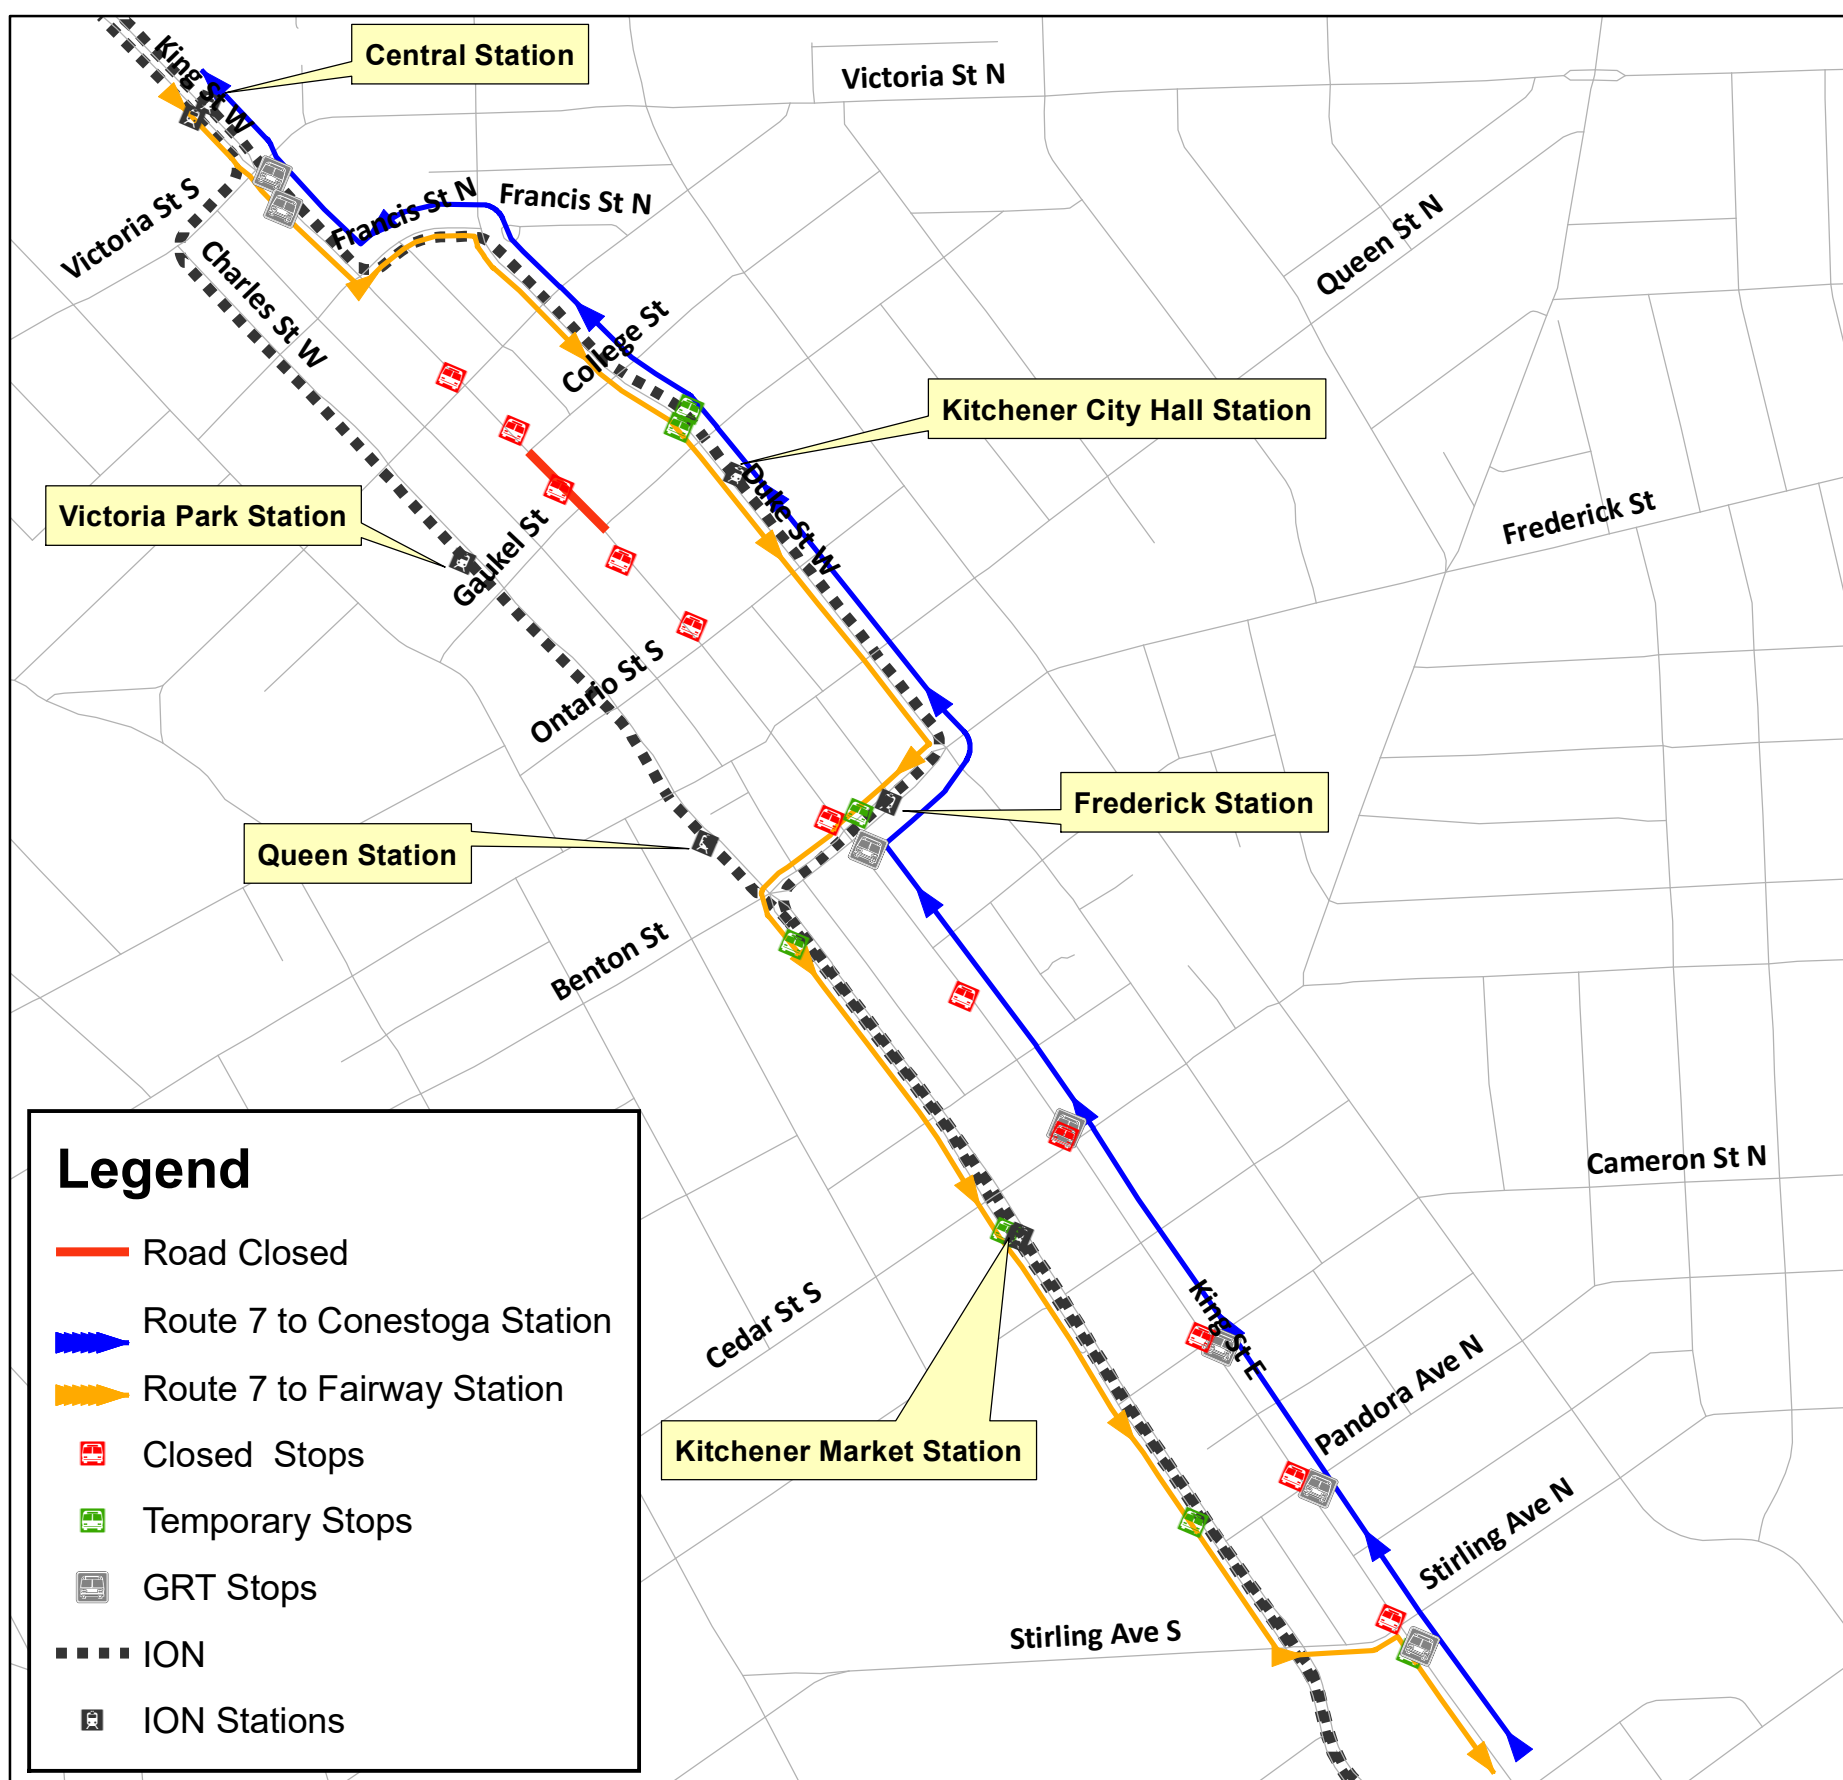 Central Station
King St W
Victoria St N
Francis St N
Francis St N
Victoria St S
Queen St N
Charles St W
College St
Kitchener City Hall Station
Duke St W
Victoria Park Station
Gaukel St
Frederick St
Ontario St S
Frederick Station
Queen Station
Benton St
Cameron St N
Cedar St S
King St E
Pandora Ave N
Kitchener Market Station
Stirling Ave N
Stirling Ave S
Legend
Road Closed
Route 7 to Conestoga Station
Route 7 to Fairway Station
Closed  Stops
Temporary Stops
GRT Stops
ION
ION Stations